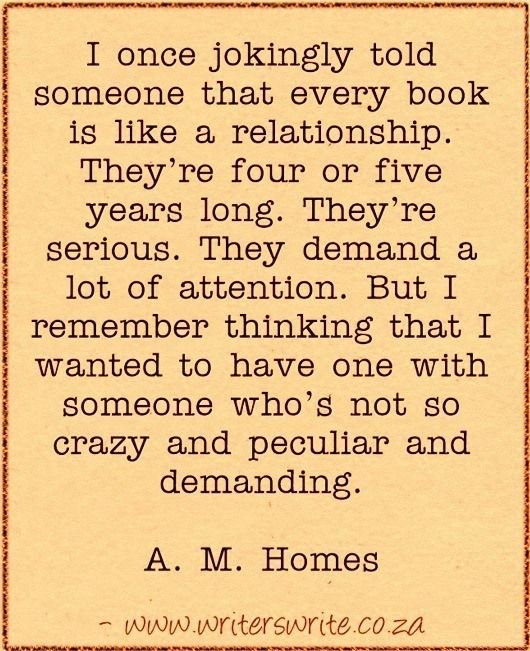 I once jokingly told
someone that every book
is like a relationship.
They’re four or five
years long. They’re
serious. They demand a
lot of attention. But I
remember thinking that I
wanted to have one with
someone who’s not so
crazy and peculiar and
demanding.
A. M. Homes
- www.writerswrite.co.za